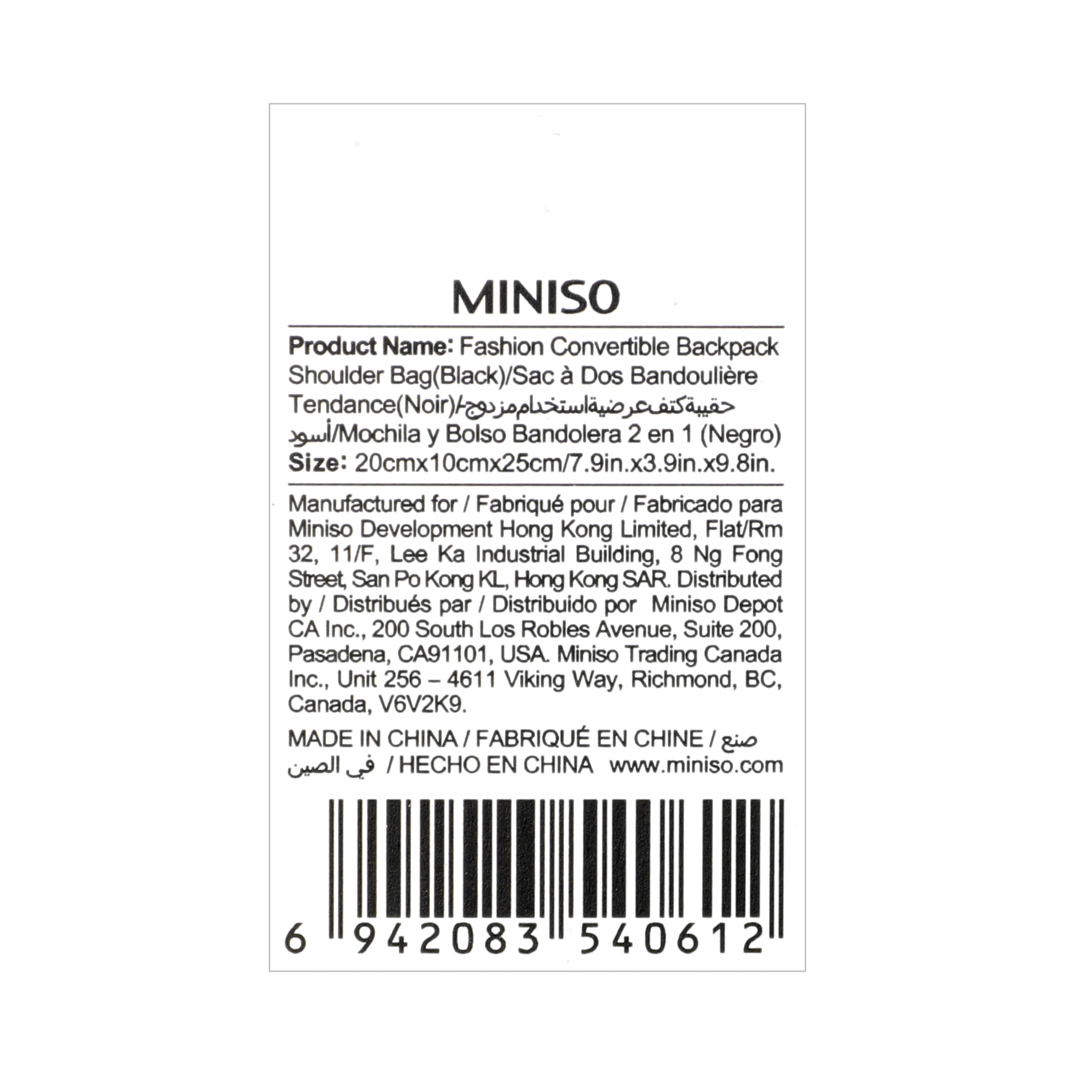 MINISO
Product Name: Fashion Convertible Backpack
Shoulder Bag(Black)/Sac à Dos Bandoulière
Tendance(Noir)/حقيبة كتف عرضية استخدام مزدوج-
أسود/Mochila y Bolso Bandolera 2 en 1 (Negro)
Size: 20cmx10cmx25cm/7.9in.x3.9in.x9.8in.
Manufactured for / Fabriqué pour / Fabricado para
Miniso Development Hong Kong Limited, Flat/Rm
32, 11/F, Lee Ka Industrial Building, 8 Ng Fong
Street, San Po Kong KL, Hong Kong SAR. Distributed
by / Distribués par / Distribuido por Miniso Depot
CA Inc., 200 South Los Robles Avenue, Suite 200,
Pasadena, CA91101, USA. Miniso Trading Canada
Inc., Unit 256 – 4611 Viking Way, Richmond, BC,
Canada, V6V2K9.
MADE IN CHINA / FABRIQUÉ EN CHINE / صنع
في الصين / HECHO EN CHINA www.miniso.com
6 942083 540612